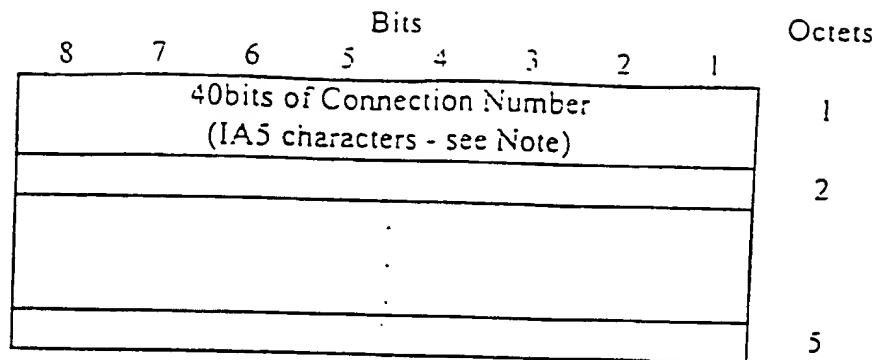 Bits
Octets
8 7 6 5 4 3 2 1
40bits of Connection Number
1
(IA5 characters - see Note)
2
5